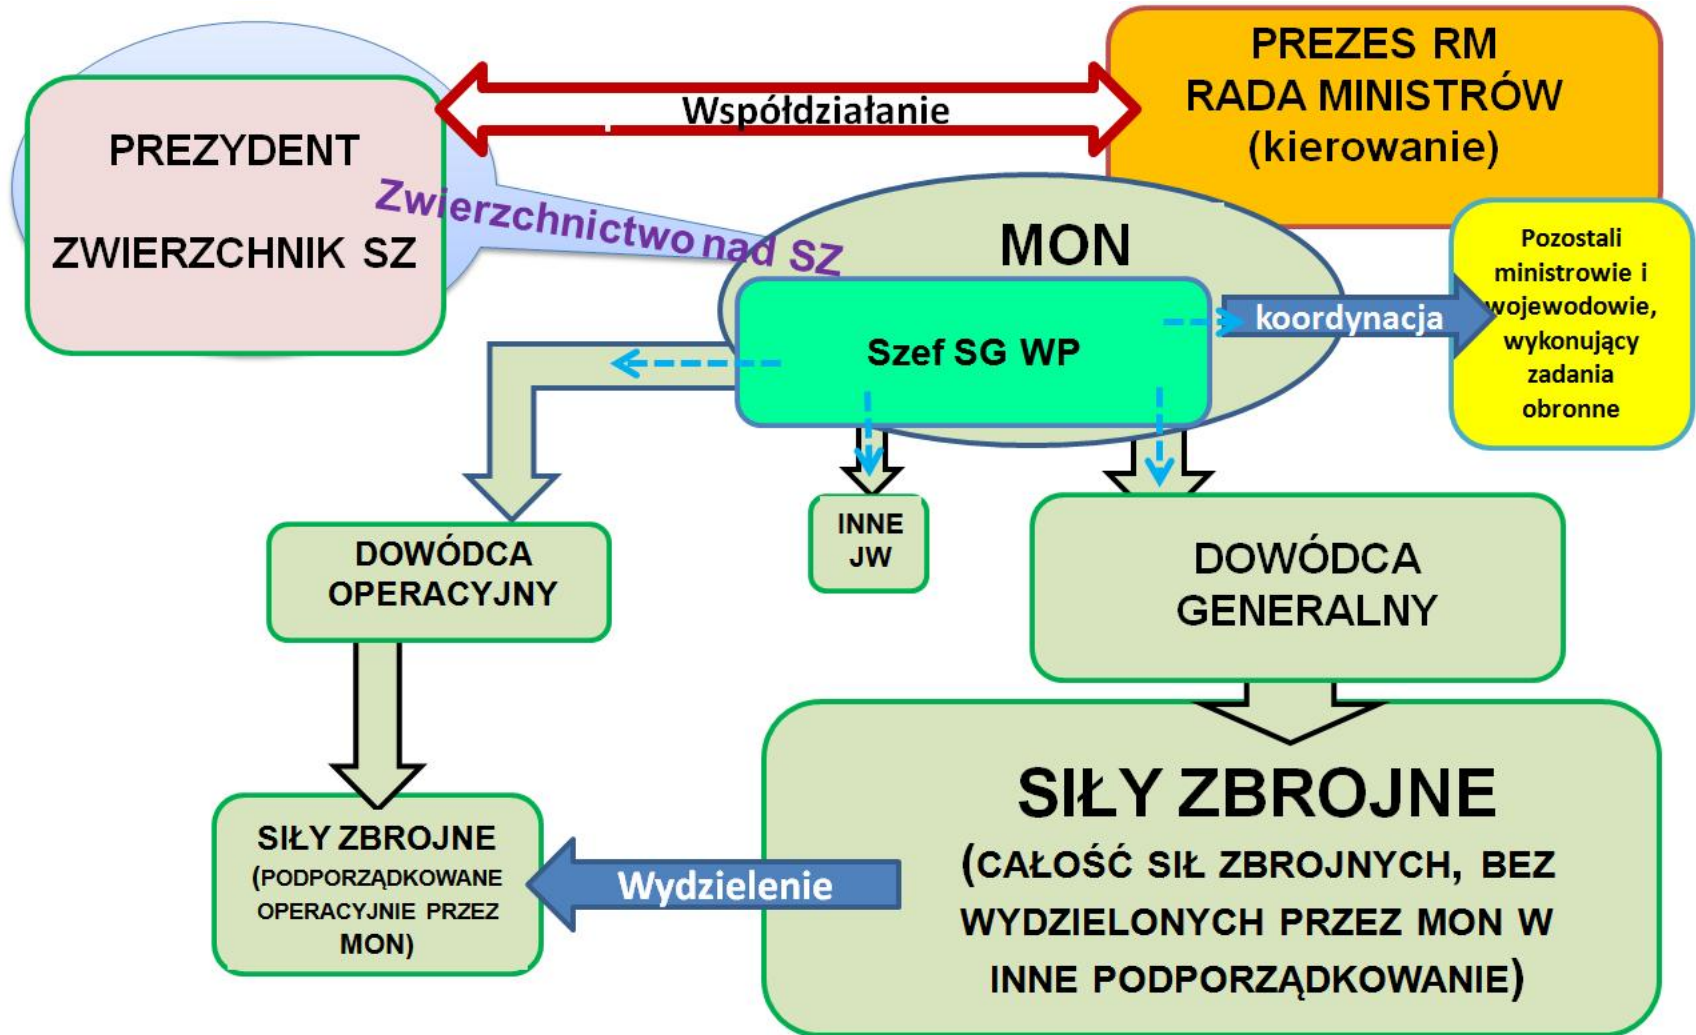 PREZYDENT
ZWIERZCHNIK SZ
Współdziałanie
PREZES RM
RADA MINISTRÓW
(kierowanie)
Zwierzchnictwo nad SZ
MON
Szef SG WP
koordynacja
Pozostali
ministrowie i
wojewodowie,
wykonujący
zadania
obronne
DOWÓDCA
OPERACYJNY
INNE
JW
DOWÓDCA
GENERALNY
SIŁY ZBROJNE
(PODPORZĄDKOWANE
OPERACYJNIE PRZEZ
MON)
Wydzielenie
SIŁY ZBROJNE
(CAŁOŚĆ SIŁ ZBROJNYCH, BEZ
WYDZIELONYCH PRZEZ MON W
INNE PODPORZĄDKOWANIE)